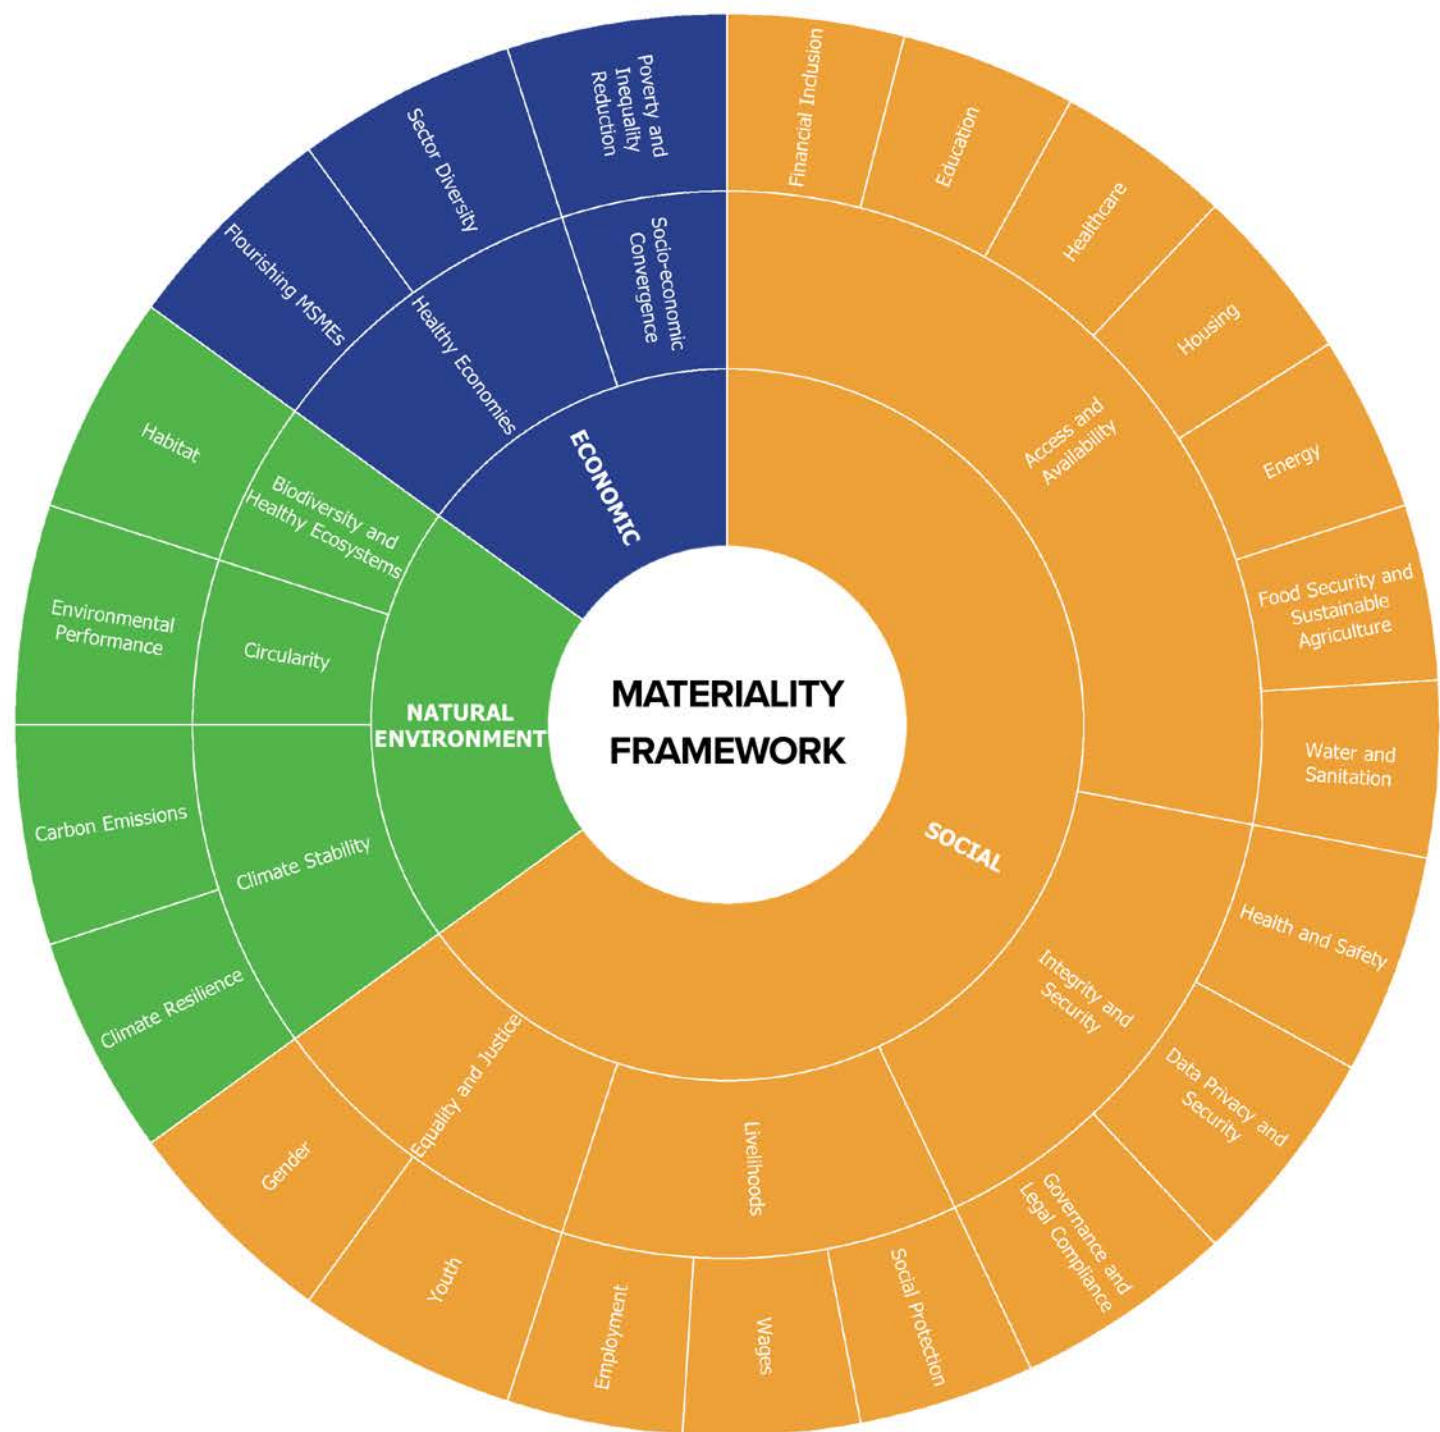 MATERIALITY
FRAMEWORK
ECONOMIC
Healthy Economies
Flourishing MSMEs
Sector Diversity
Socio-economic
Convergence
Poverty and
Inequality
Reduction
SOCIAL
Access and
Availability
Financial Inclusion
Education
Healthcare
Housing
Energy
Food Security and
Sustainable
Agriculture
Water and
Sanitation
Integrity and
Security
Health and Safety
Data Privacy and
Security
Governance and
Legal Compliance
Livelihoods
Social Protection
Wages
Employment
Equality and Justice
Youth
Gender
NATURAL
ENVIRONMENT
Climate Stability
Climate Resilience
Carbon Emissions
Circularity
Environmental
Performance
Biodiversity and
Healthy Ecosystems
Habitat